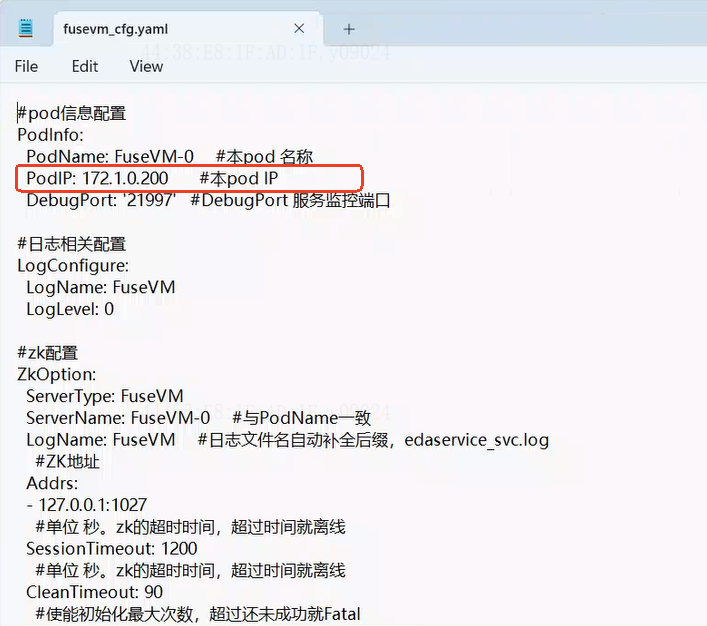 fusevm_cfg.yaml
File Edit View
#pod信息配置
PodInfo:
PodName: FuseVM-0 #本pod 名称
PodIP: 172.1.0.200 #本pod IP
DebugPort: '21997' #DebugPort 服务监控端口
#日志相关配置
LogConfigure:
LogName: FuseVM
LogLevel: 0
#zk配置
ZkOption:
ServerType: FuseVM
ServerName: FuseVM-0 #与PodName一致
LogName: FuseVM #日志文件名自动补全后缀，edaservice_svc.log
#ZK地址
Addrs:
- 127.0.0.1:1027
#单位 秒。zk的超时时间，超过时间就离线
SessionTimeout: 1200
#单位 秒。zk的超时时间，超过时间就离线
CleanTimeout: 90
#使能初始化最大次数，超过还未成功就Fatal